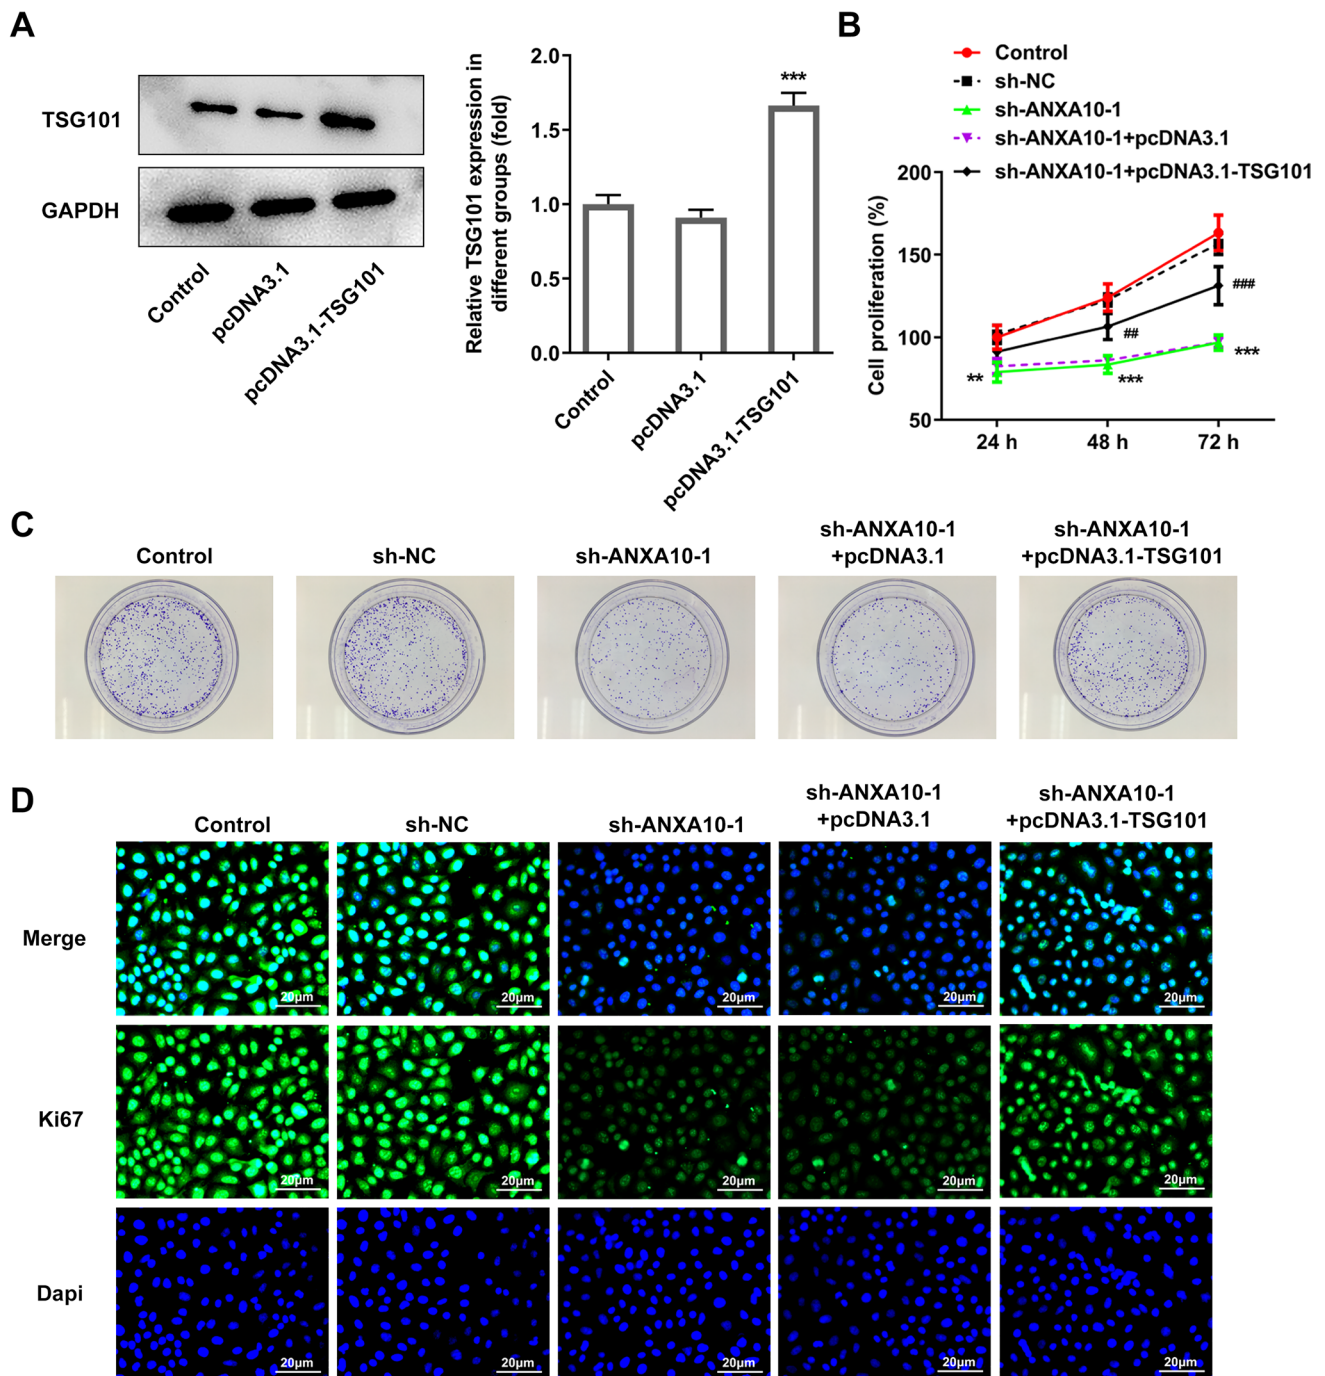 A
TSG101
GAPDH
Control
pcDNA3.1
pcDNA3.1-TSG101
Relative TSG101 expression in
different groups (fold)
2.0
1.5
1.0
0.5
0.0
***
Control
pcDNA3.1
pcDNA3.1-TSG101
B
Control
sh-NC
sh-ANXA10-1
sh-ANXA10-1+pcDNA3.1
sh-ANXA10-1+pcDNA3.1-TSG101
Cell proliferation (%)
200
150
100
50
**
##
***
###
***
24 h
48 h
72 h
C
Control
sh-NC
sh-ANXA10-1
sh-ANXA10-1
+pcDNA3.1
sh-ANXA10-1
+pcDNA3.1-TSG101
D
Control
sh-NC
sh-ANXA10-1
sh-ANXA10-1
+pcDNA3.1
sh-ANXA10-1
+pcDNA3.1-TSG101
Merge
20μm
20μm
20μm
20μm
20μm
Ki67
20μm
20μm
20μm
20μm
20μm
Dapi
20μm
20μm
20μm
20μm
20μm